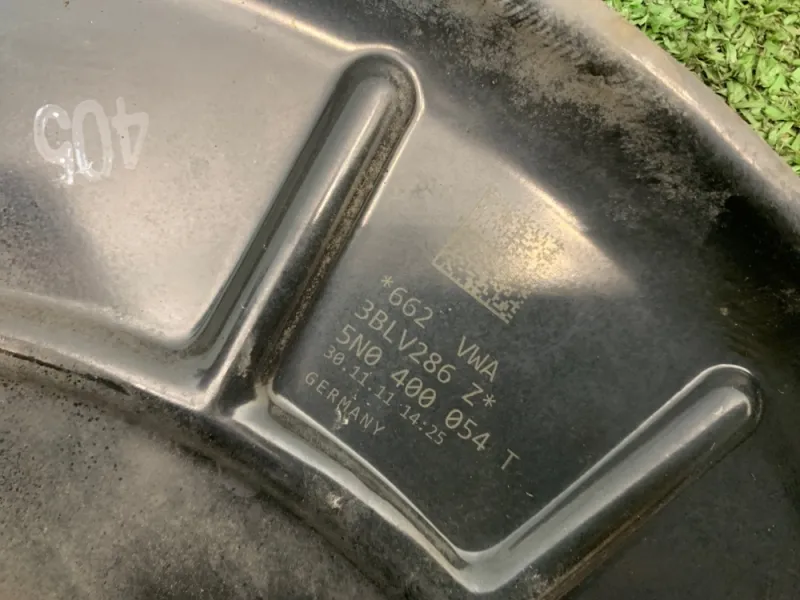 405
*662 VWA
3BLV286 Z*
5N0 400 054 T
30.11.11 14:25
GERMANY